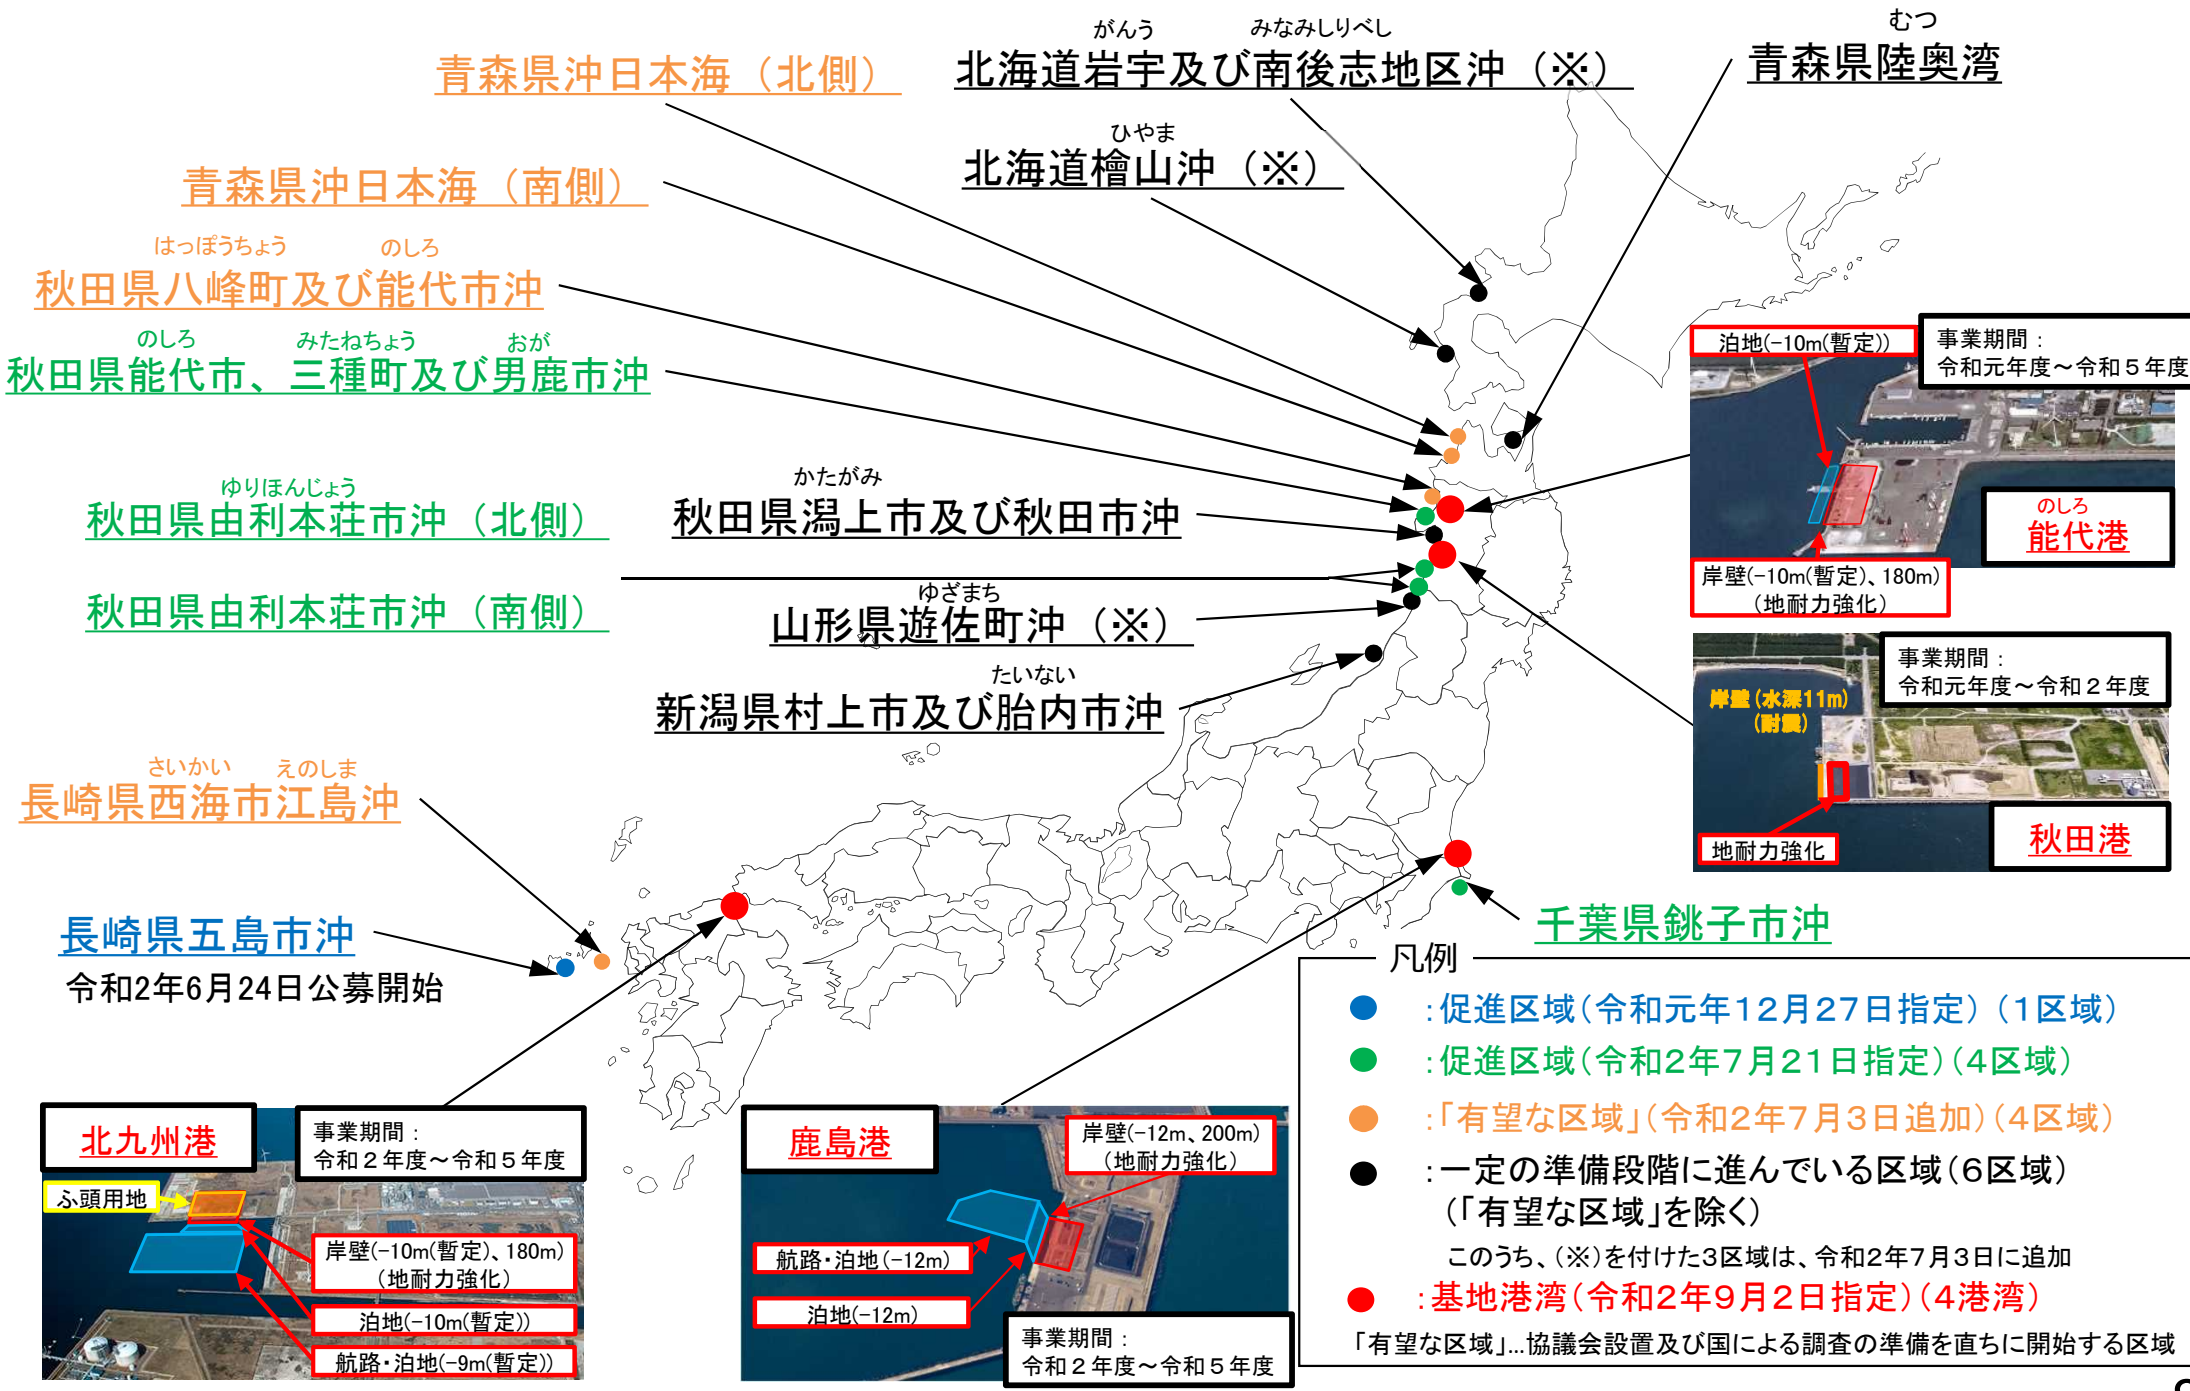 青森県沖日本海（北側）
がんう みなみしりべし
北海道岩宇及び南後志地区沖（※）
むつ
青森県陸奥湾
ひやま
北海道檜山沖（※）
青森県沖日本海（南側）
はっぽうちょう のしろ
秋田県八峰町及び能代市沖
のしろ みたねちょう おが
秋田県能代市、三種町及び男鹿市沖
ゆりほんじょう
秋田県由利本荘市沖（北側）
かたがみ
秋田県潟上市及び秋田市沖
秋田県由利本荘市沖（南側）
ゆざまち
山形県遊佐町沖（※）
たいない
新潟県村上市及び胎内市沖
さいかい えのしま
長崎県西海市江島沖
長崎県五島市沖
令和2年6月24日公募開始
千葉県銚子市沖
泊地(−10m(暫定))
事業期間：
令和元年度～令和５年度
のしろ
能代港
岸壁(−10m(暫定)、180m)
（地耐力強化）
事業期間：
令和元年度～令和２年度
岸壁(水深11m)
(耐震)
地耐力強化
秋田港
北九州港
事業期間：
令和２年度～令和５年度
ふ頭用地
岸壁(−10m(暫定)、180m)
（地耐力強化）
泊地(−10m(暫定))
航路・泊地(−9m(暫定))
鹿島港
岸壁(−12m、200m)
（地耐力強化）
航路・泊地(−12m)
泊地(−12m)
事業期間：
令和２年度～令和５年度
凡例
：促進区域（令和元年12月27日指定）（1区域）
：促進区域（令和2年7月21日指定）（4区域）
：「有望な区域」（令和2年7月3日追加）（4区域）
：一定の準備段階に進んでいる区域（6区域）
（「有望な区域」を除く）
このうち、（※）を付けた3区域は、令和2年7月3日に追加
：基地港湾（令和2年9月2日指定）（4港湾）
「有望な区域」…協議会設置及び国による調査の準備を直ちに開始する区域